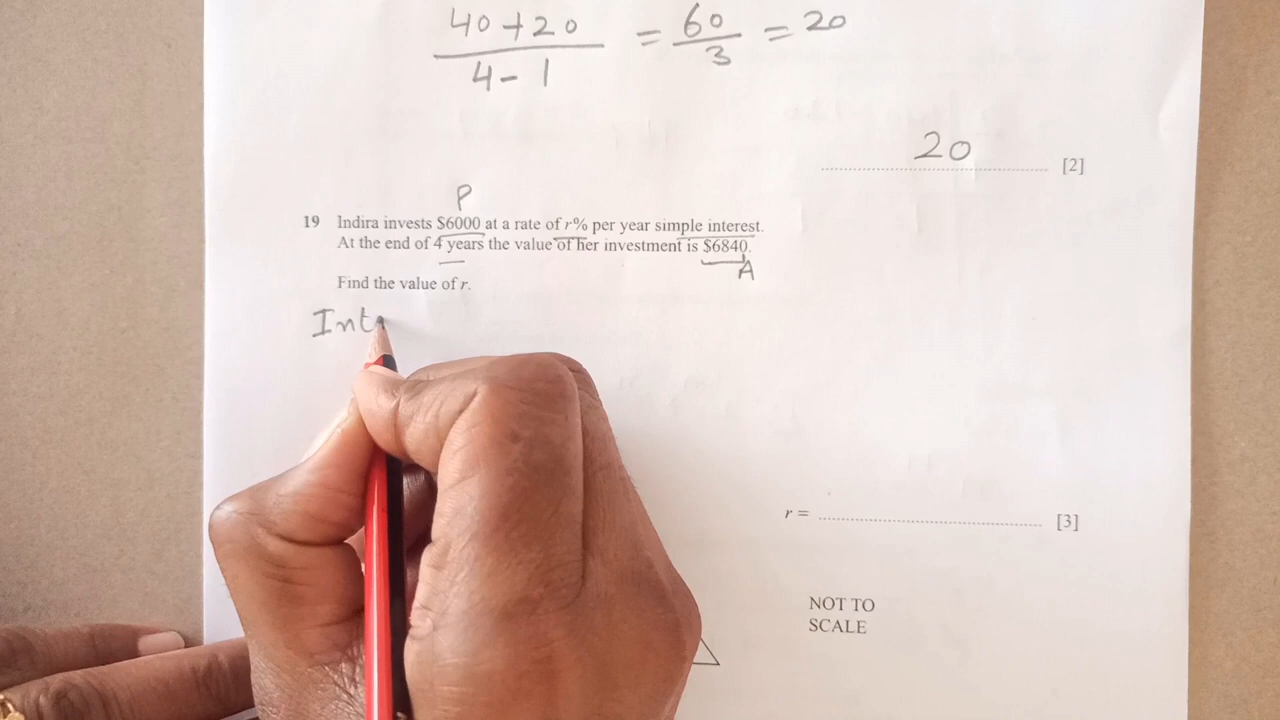 40 + 20 = 60 = 20
4 - 1 3
20 [2]
P
19 Indira invests $6000 at a rate of r% per year simple interest.
At the end of 4 years the value of her investment is $6840.
A
Find the value of r.
Int
r = [3]
NOT TO
SCALE